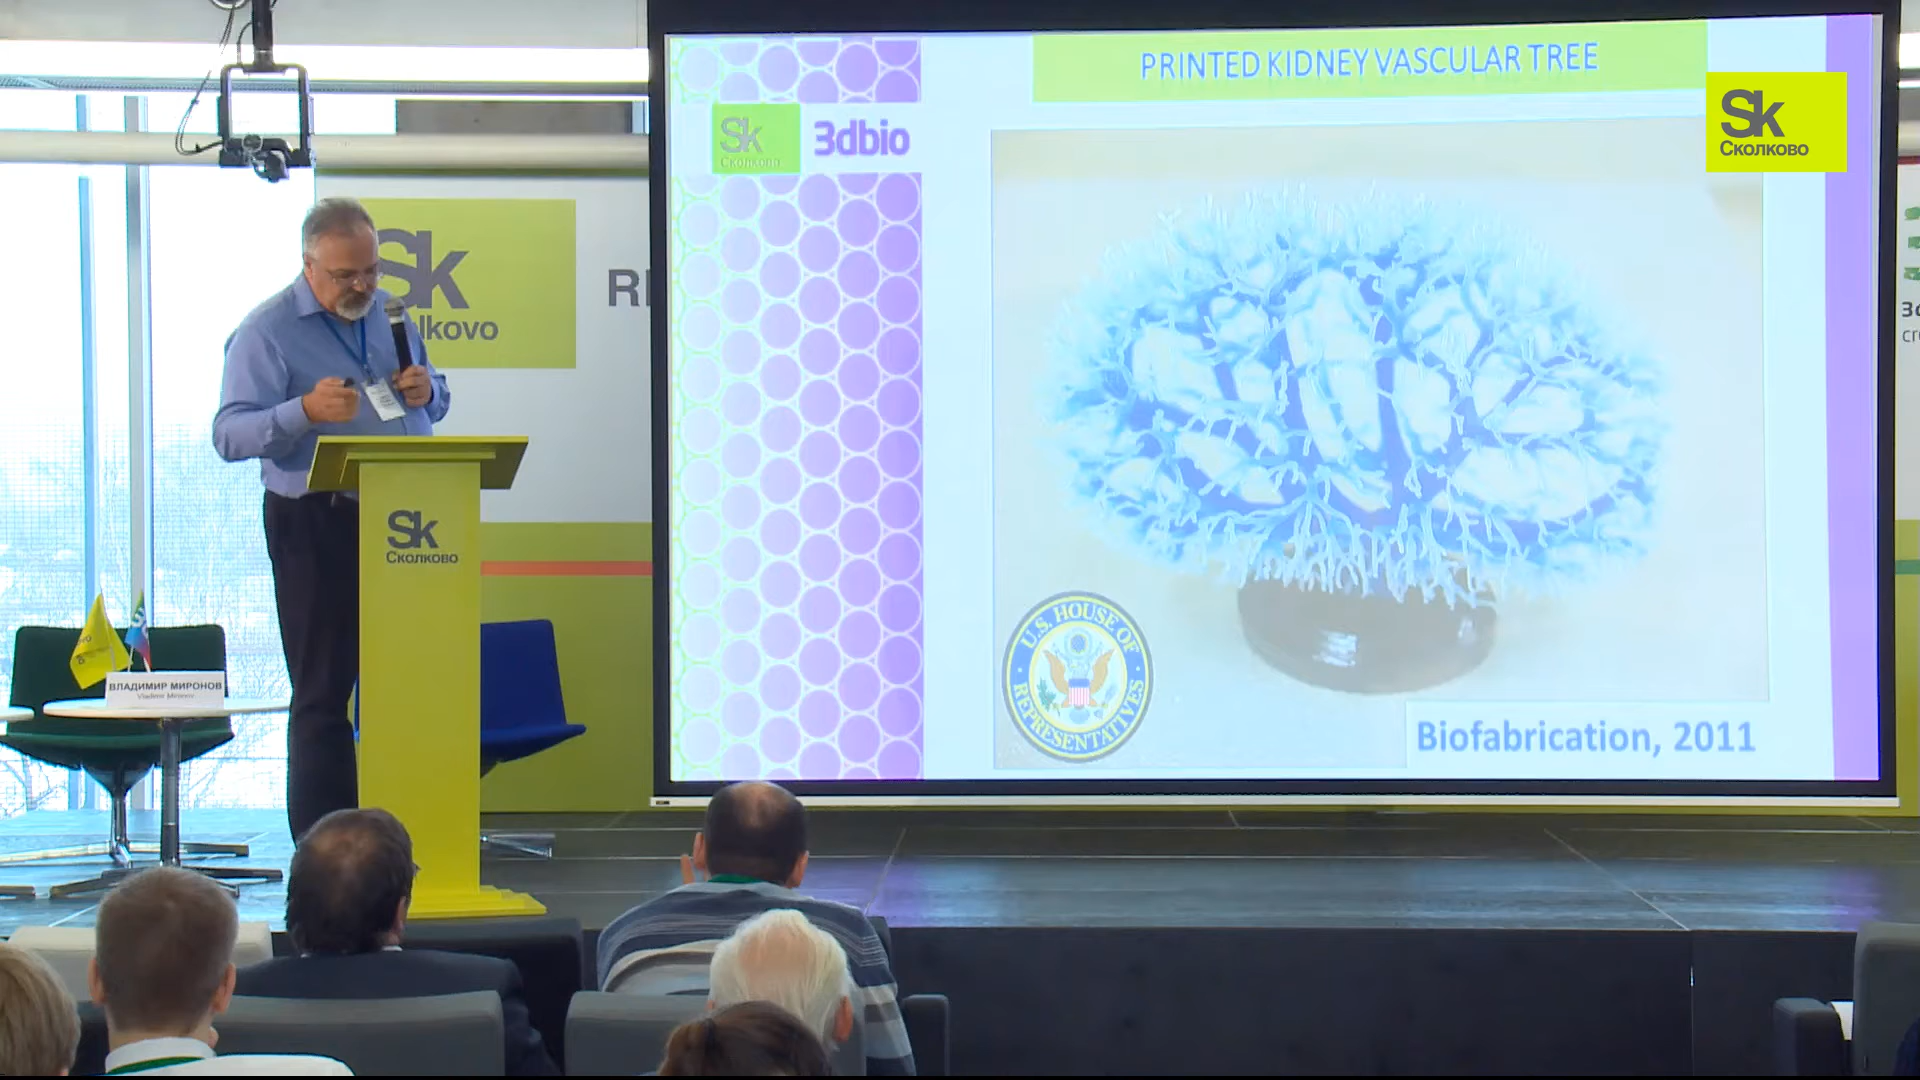 PRINTED KIDNEY VASCULAR TREE
Sk
Сколково
Sk
Сколково
3dbio
Sk
lkovo
U.S. HOUSE OF
REPRESENTATIVES
Biofabrication, 2011
Sk
Сколково
ВЛАДИМИР МИРОНОВ
Vladimir Mironov